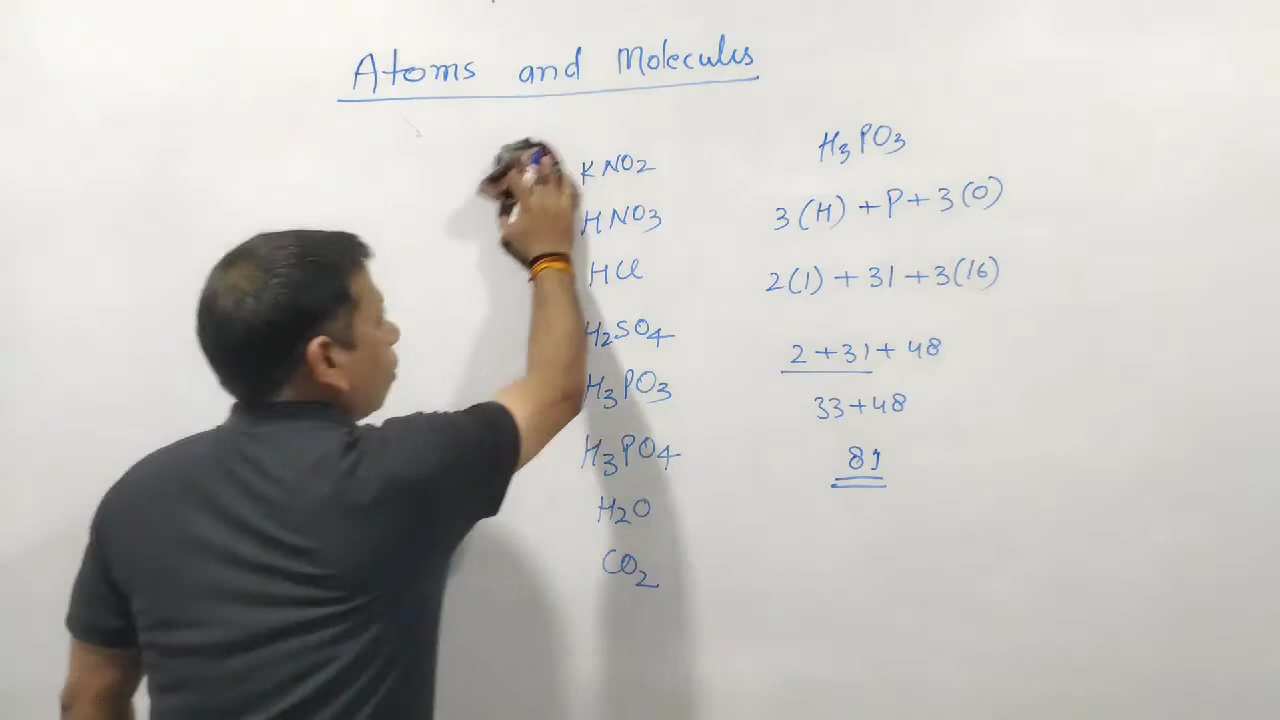 Atoms and Moleculs
KNO2
HNO3
HCl
H2SO4
H3PO3
H3PO4
H2O
CO2
H3PO3
3(H) + P + 3(O)
2(1) + 31 + 3(16)
2 + 31 + 48
33 + 48
81